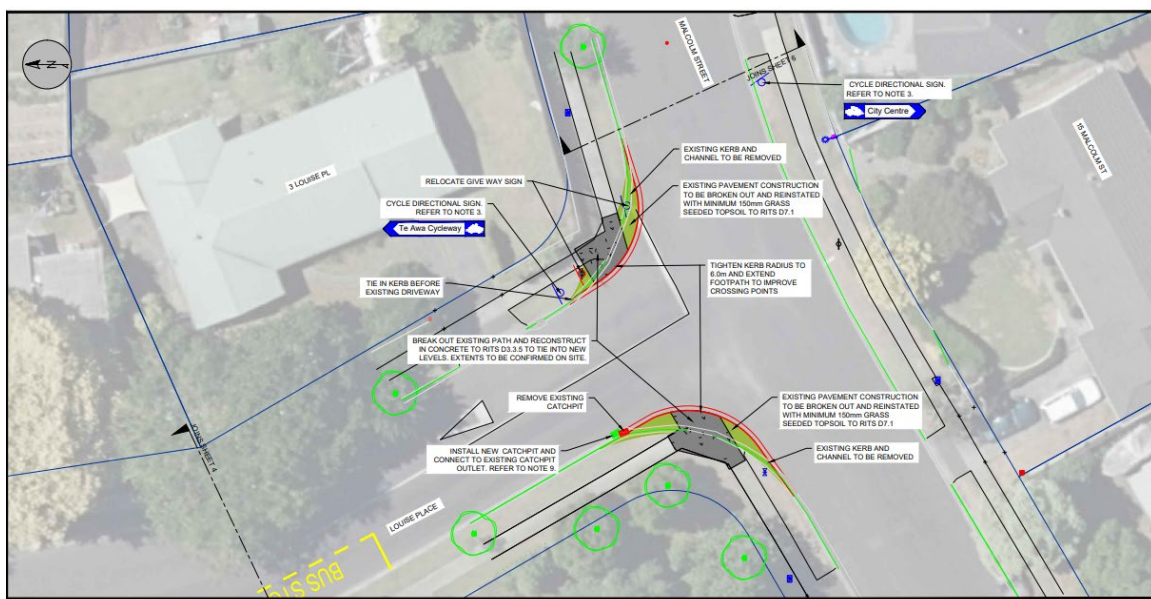 N
MALCOLM STREET
JOINS SHEET 6
CYCLE DIRECTIONAL SIGN.
REFER TO NOTE 3.
City Centre
15 MALCOLM ST
3 LOUISE PL
RELOCATE GIVE WAY SIGN
EXISTING KERB AND
CHANNEL TO BE REMOVED
EXISTING PAVEMENT CONSTRUCTION
TO BE BROKEN OUT AND REINSTATED
WITH MINIMUM 150mm GRASS
SEEDED TOPSOIL TO RITS D7.1
CYCLE DIRECTIONAL SIGN.
REFER TO NOTE 3.
Te Awa Cycleway
TIGHTEN KERB RADIUS TO
6.0m AND EXTEND
FOOTPATH TO IMPROVE
CROSSING POINTS
TIE IN KERB BEFORE
EXISTING DRIVEWAY
BREAK OUT EXISTING PATH AND RECONSTRUCT
IN CONCRETE TO RITS D3.3.5 TO TIE INTO NEW
LEVELS. EXTENTS TO BE CONFIRMED ON SITE.
REMOVE EXISTING
CATCHPIT
EXISTING PAVEMENT CONSTRUCTION
TO BE BROKEN OUT AND REINSTATED
WITH MINIMUM 150mm GRASS
SEEDED TOPSOIL TO RITS D7.1
INSTALL NEW CATCHPIT AND
CONNECT TO EXISTING CATCHPIT
OUTLET. REFER TO NOTE 9.
EXISTING KERB AND
CHANNEL TO BE REMOVED
JOINS SHEET 4
LOUISE PLACE
BUS STO